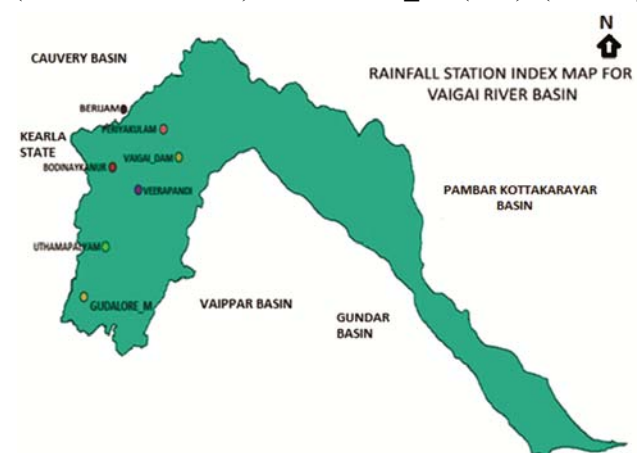 N
CAUVERY BASIN
RAINFALL STATION INDEX MAP FOR
VAIGAI RIVER BASIN
BERIJAM
PERIYAKULAM
KEARLA
STATE
VAIGAI_DAM
BODINAYKANUR
VEERAPANDI
PAMBAR KOTTAKARAYAR
BASIN
UTHAMAPALYAM
GUDALORE_M
VAIPPAR BASIN
GUNDAR
BASIN